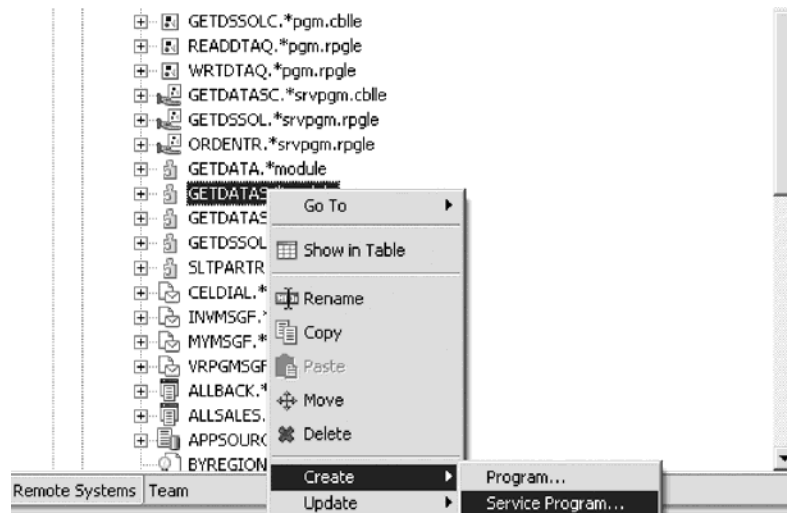 GETDSSOLC.*pgm.cblle
READDTAQ.*pgm.rpgle
WRTDTAQ.*pgm.rpgle
GETDATASC.*srvpgm.cblle
GETDSSOL.*srvpgm.rpgle
ORDENTR.*srvpgm.rpgle
GETDATA.*module
GETDATAS
GETDATAS
GETDSSOL
SLTPARTR
CELDIAL.*
INVMSGF.*
MYMSGF.*
VRPGMSGF
ALLBACK.*
ALLSALES.
APPSOURC
BYREGION
Go To
Show in Table
Rename
Copy
Paste
Move
Delete
Create
Update
Program...
Service Program...
Remote Systems
Team